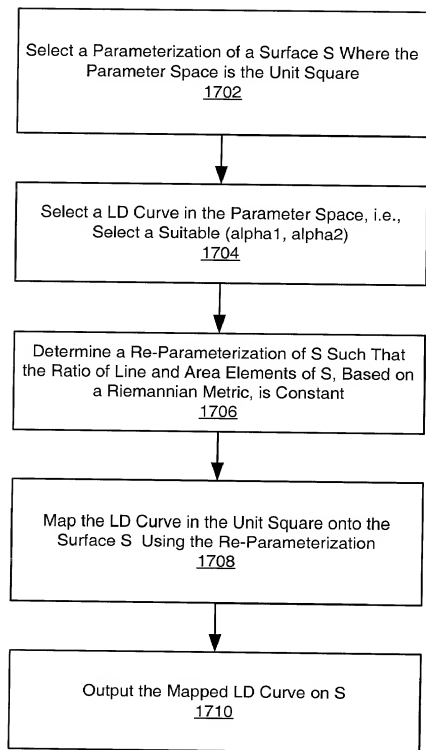 Select a Parameterization of a Surface S Where the
Parameter Space is the Unit Square
1702
Select a LD Curve in the Parameter Space, i.e.,
Select a Suitable (alpha1, alpha2)
1704
Determine a Re-Parameterization of S Such That
the Ratio of Line and Area Elements of S, Based on
a Riemannian Metric, is Constant
1706
Map the LD Curve in the Unit Square onto the
Surface S Using the Re-Parameterization
1708
Output the Mapped LD Curve on S
1710